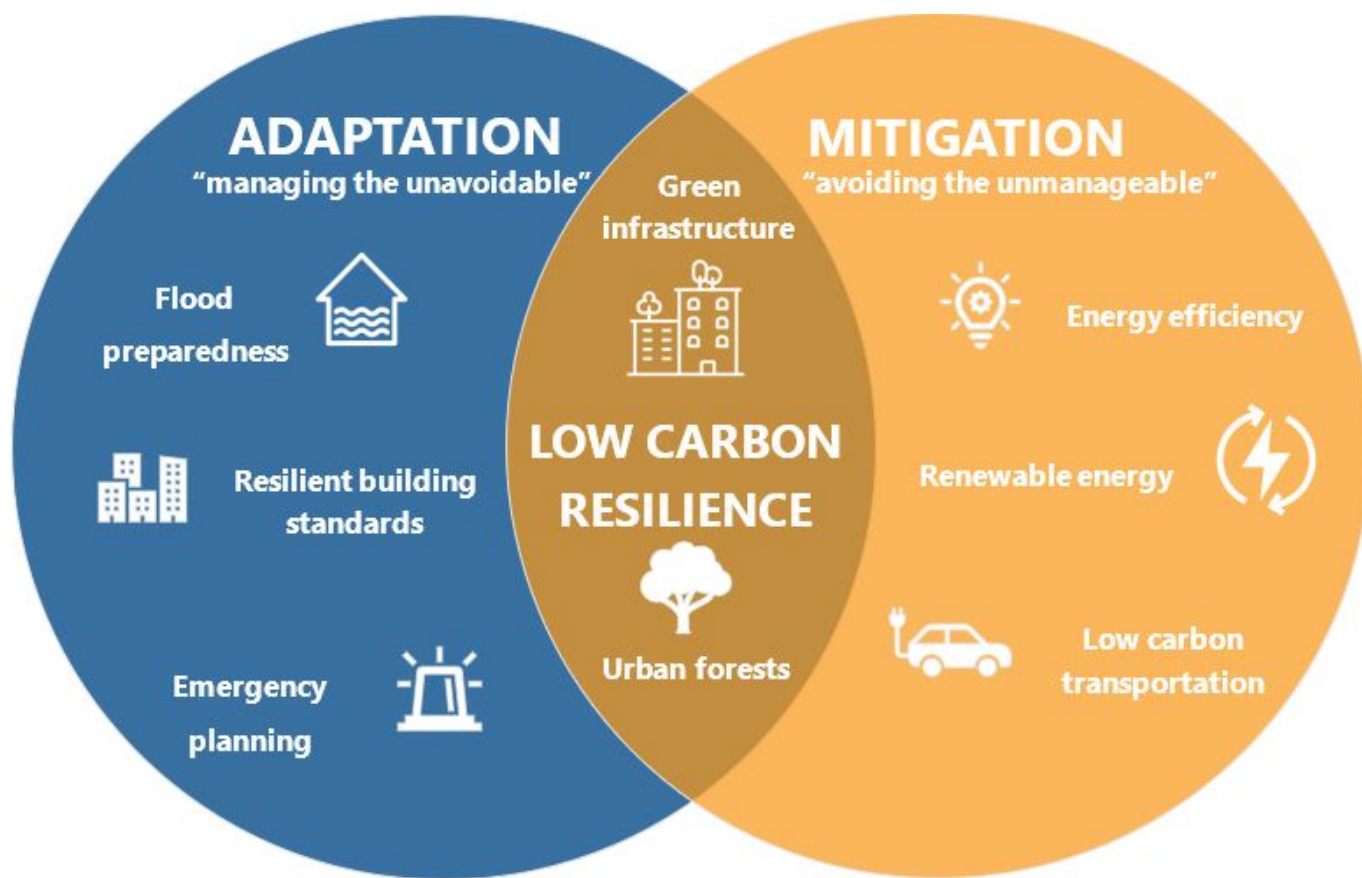 ADAPTATION
“managing the unavoidable”
Flood
preparedness
Resilient building
standards
Emergency
planning
Green
infrastructure
LOW CARBON
RESILIENCE
Urban forests
MITIGATION
“avoiding the unmanageable”
Energy efficiency
Renewable energy
Low carbon
transportation